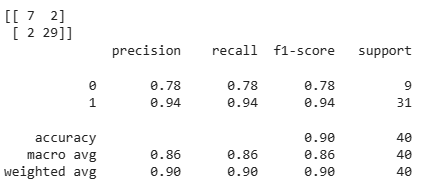 [[ 7 2]
[ 2 29]]
precision recall f1-score support
0 0.78 0.78 0.78 9
1 0.94 0.94 0.94 31
accuracy 0.90 40
macro avg 0.86 0.86 0.86 40
weighted avg 0.90 0.90 0.90 40